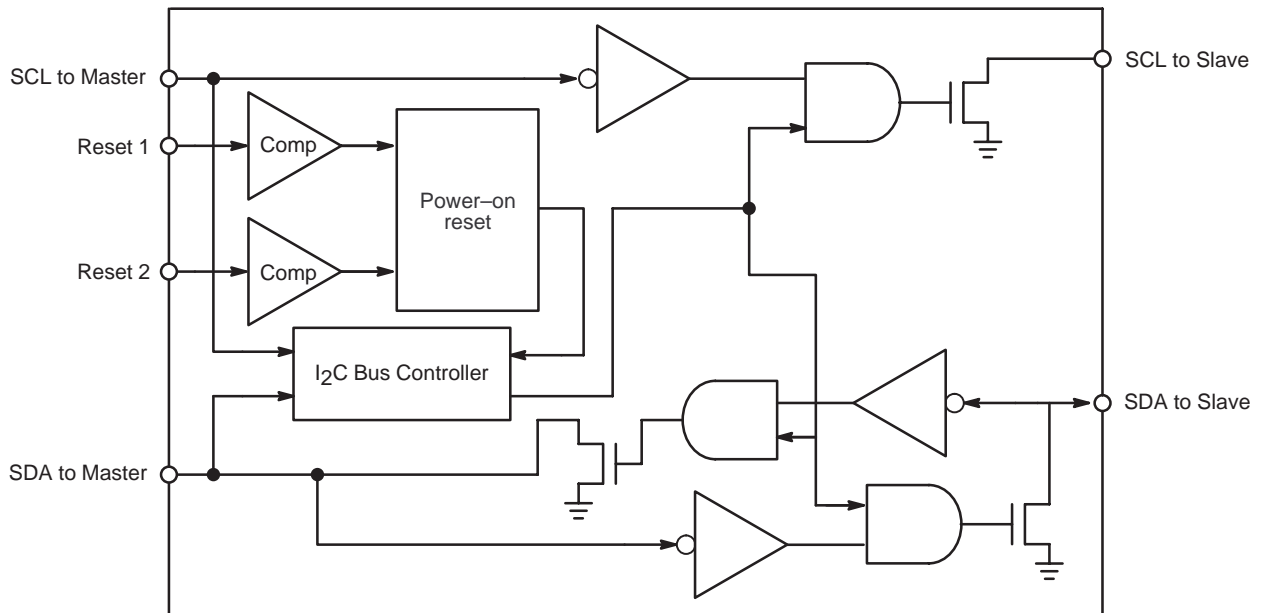 SCL to Master
SCL to Slave
Reset 1
Comp
Power–on
reset
Reset 2
Comp
I2C Bus Controller
SDA to Slave
SDA to Master